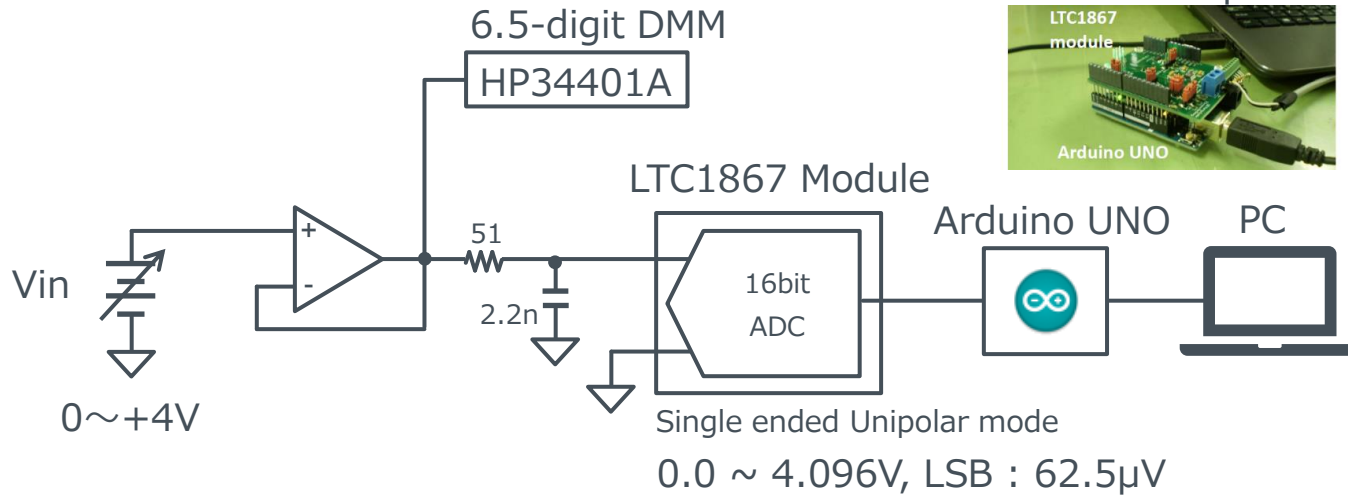 6.5-digit DMM
HP34401A
LTC1867
module
Arduino UNO
LTC1867 Module
Arduino UNO
PC
Vin
+
-
51
2.2n
16bit
ADC
0～+4V
Single ended Unipolar mode
0.0 ~ 4.096V, LSB : 62.5μV